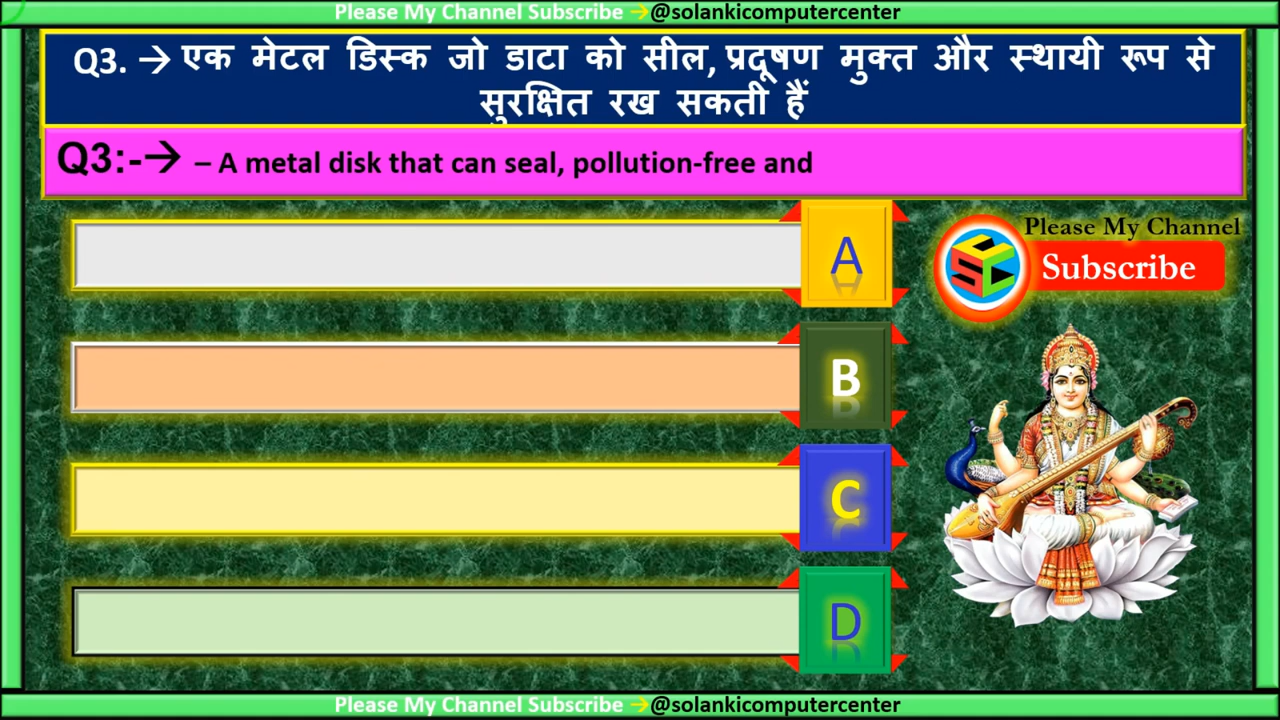 Please My Channel Subscribe →@solankicomputercenter
Q3. → एक मेटल डिस्क जो डाटा को सील, प्रदूषण मुक्त और स्थायी रूप से
सुरक्षित रख सकती हैं
Q3:-→ – A metal disk that can seal, pollution-free and
A
Please My Channel
Subscribe
CSC
B
C
D
Please My Channel Subscribe →@solankicomputercenter